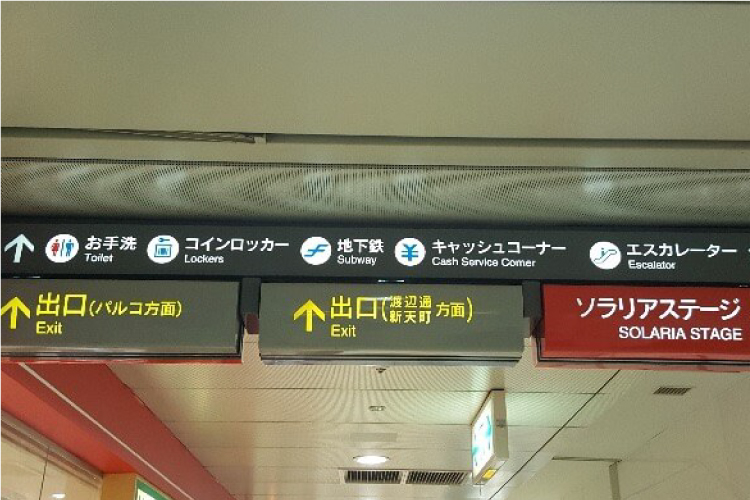 お手洗 コインロッカー 地下鉄 キャッシュコーナー エスカレーター
Toilet Lockers Subway Cash Service Corner Escalator
出口(パルコ方面)
Exit
出口(渡辺通
新天町 方面)
Exit
ソラリアステージ
SOLARIA STAGE